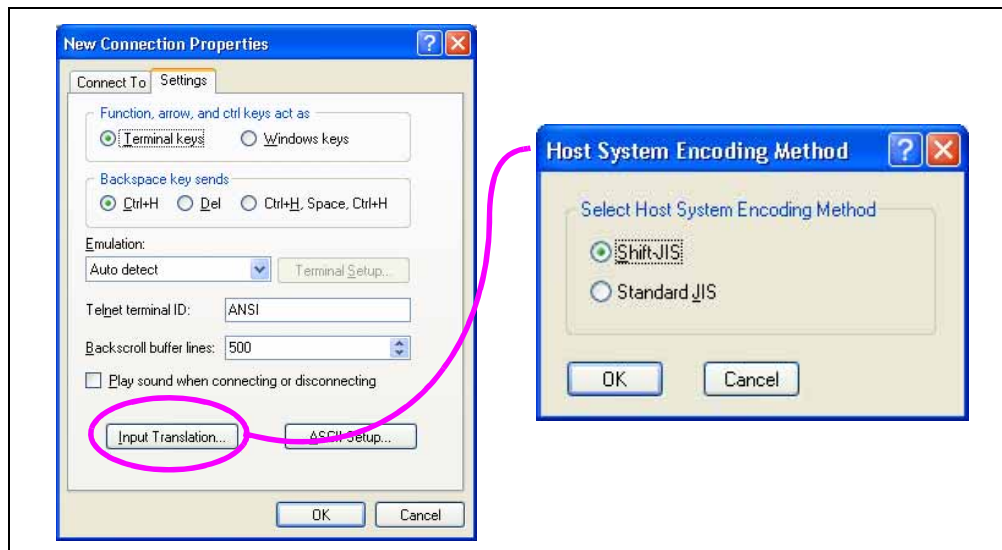 New Connection Properties
Connect To
Settings
Function, arrow, and ctrl keys act as
Terminal keys
Windows keys
Backspace key sends
Ctrl+H
Del
Ctrl+H, Space, Ctrl+H
Emulation:
Auto detect
Terminal Setup...
Telnet terminal ID:
ANSI
Backscroll buffer lines:
500
Play sound when connecting or disconnecting
Input Translation...
ASCII Setup...
OK
Cancel
Host System Encoding Method
Select Host System Encoding Method
Shift-JIS
Standard JIS
OK
Cancel